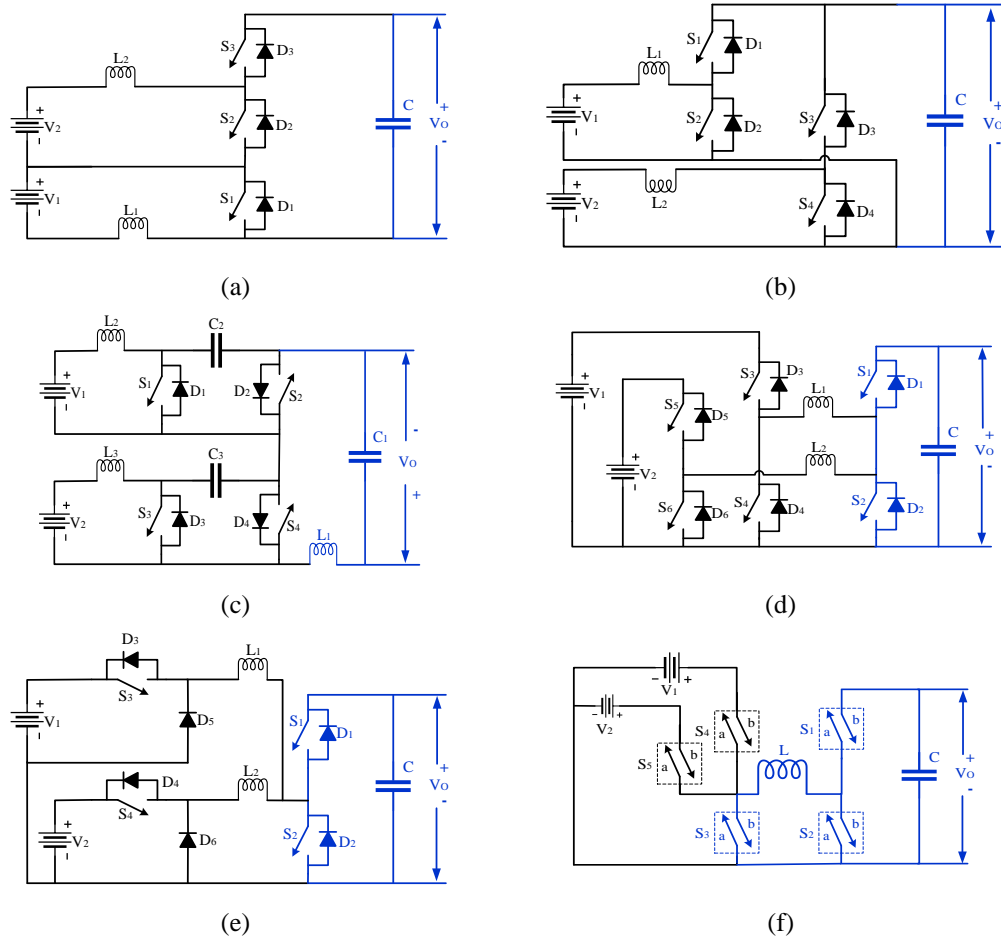 S3 D3
L2
+ V2 -
S2 D2
C
+ VO -
+ V1 -
S1 D1
L1
(a)
S1 D1
L1
+ V1 -
S2 D2
S3 D3
C
+ VO -
+ V2 -
L2
S4 D4
(b)
L2 C2
+ V1 -
S1 D1 D2 S2
C1
- VO +
L3 C3
+ V2 -
S3 D3 D4 S4
L1
(c)
+ V1 -
S3 D3
S1 D1
L1
S5 D5
C
+ VO -
+ V2 -
L2
S6 D6 S4 D4 S2 D2
(d)
D3
S3
L1
+ V1 -
D5
S1 D1
D4
S4
L2
C
+ VO -
+ V2 -
D6
S2 D2
(e)
- V1 +
- V2 +
S4 a b
S1 a b
S5 a b
L
C
+ VO -
S3 a b
S2 a b
(f)